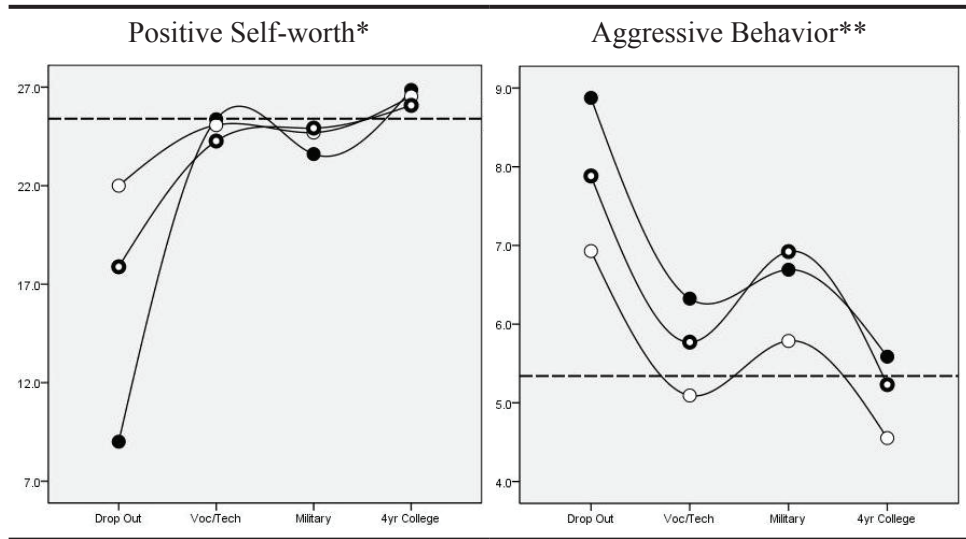 Positive Self-worth*
Aggressive Behavior**
27.0
22.0
17.0
12.0
7.0
Drop Out
Voc/Tech
Military
4yr College
9.0
8.0
7.0
6.0
5.0
4.0
Drop Out
Voc/Tech
Military
4yr College